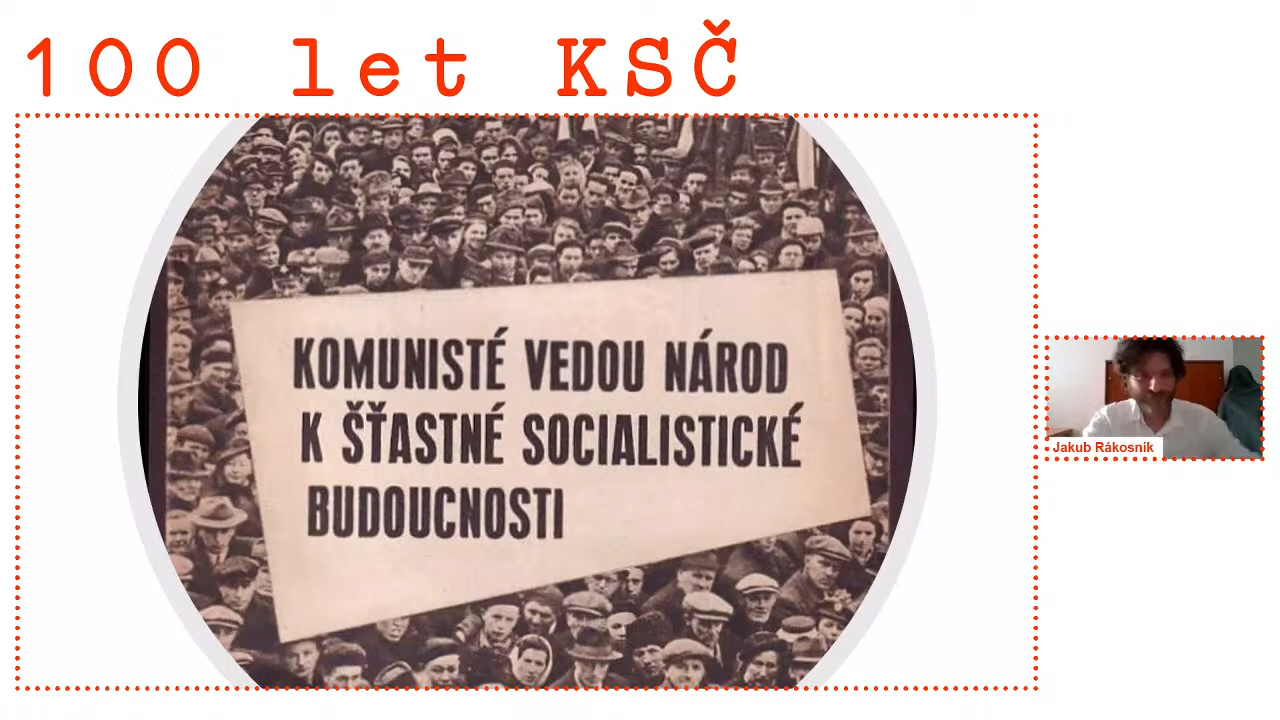 100 let KSČ
KOMUNISTÉ VEDOU NÁROD
K ŠŤASTNÉ SOCIALISTICKÉ
BUDOUCNOSTI
Jakub Rákosník